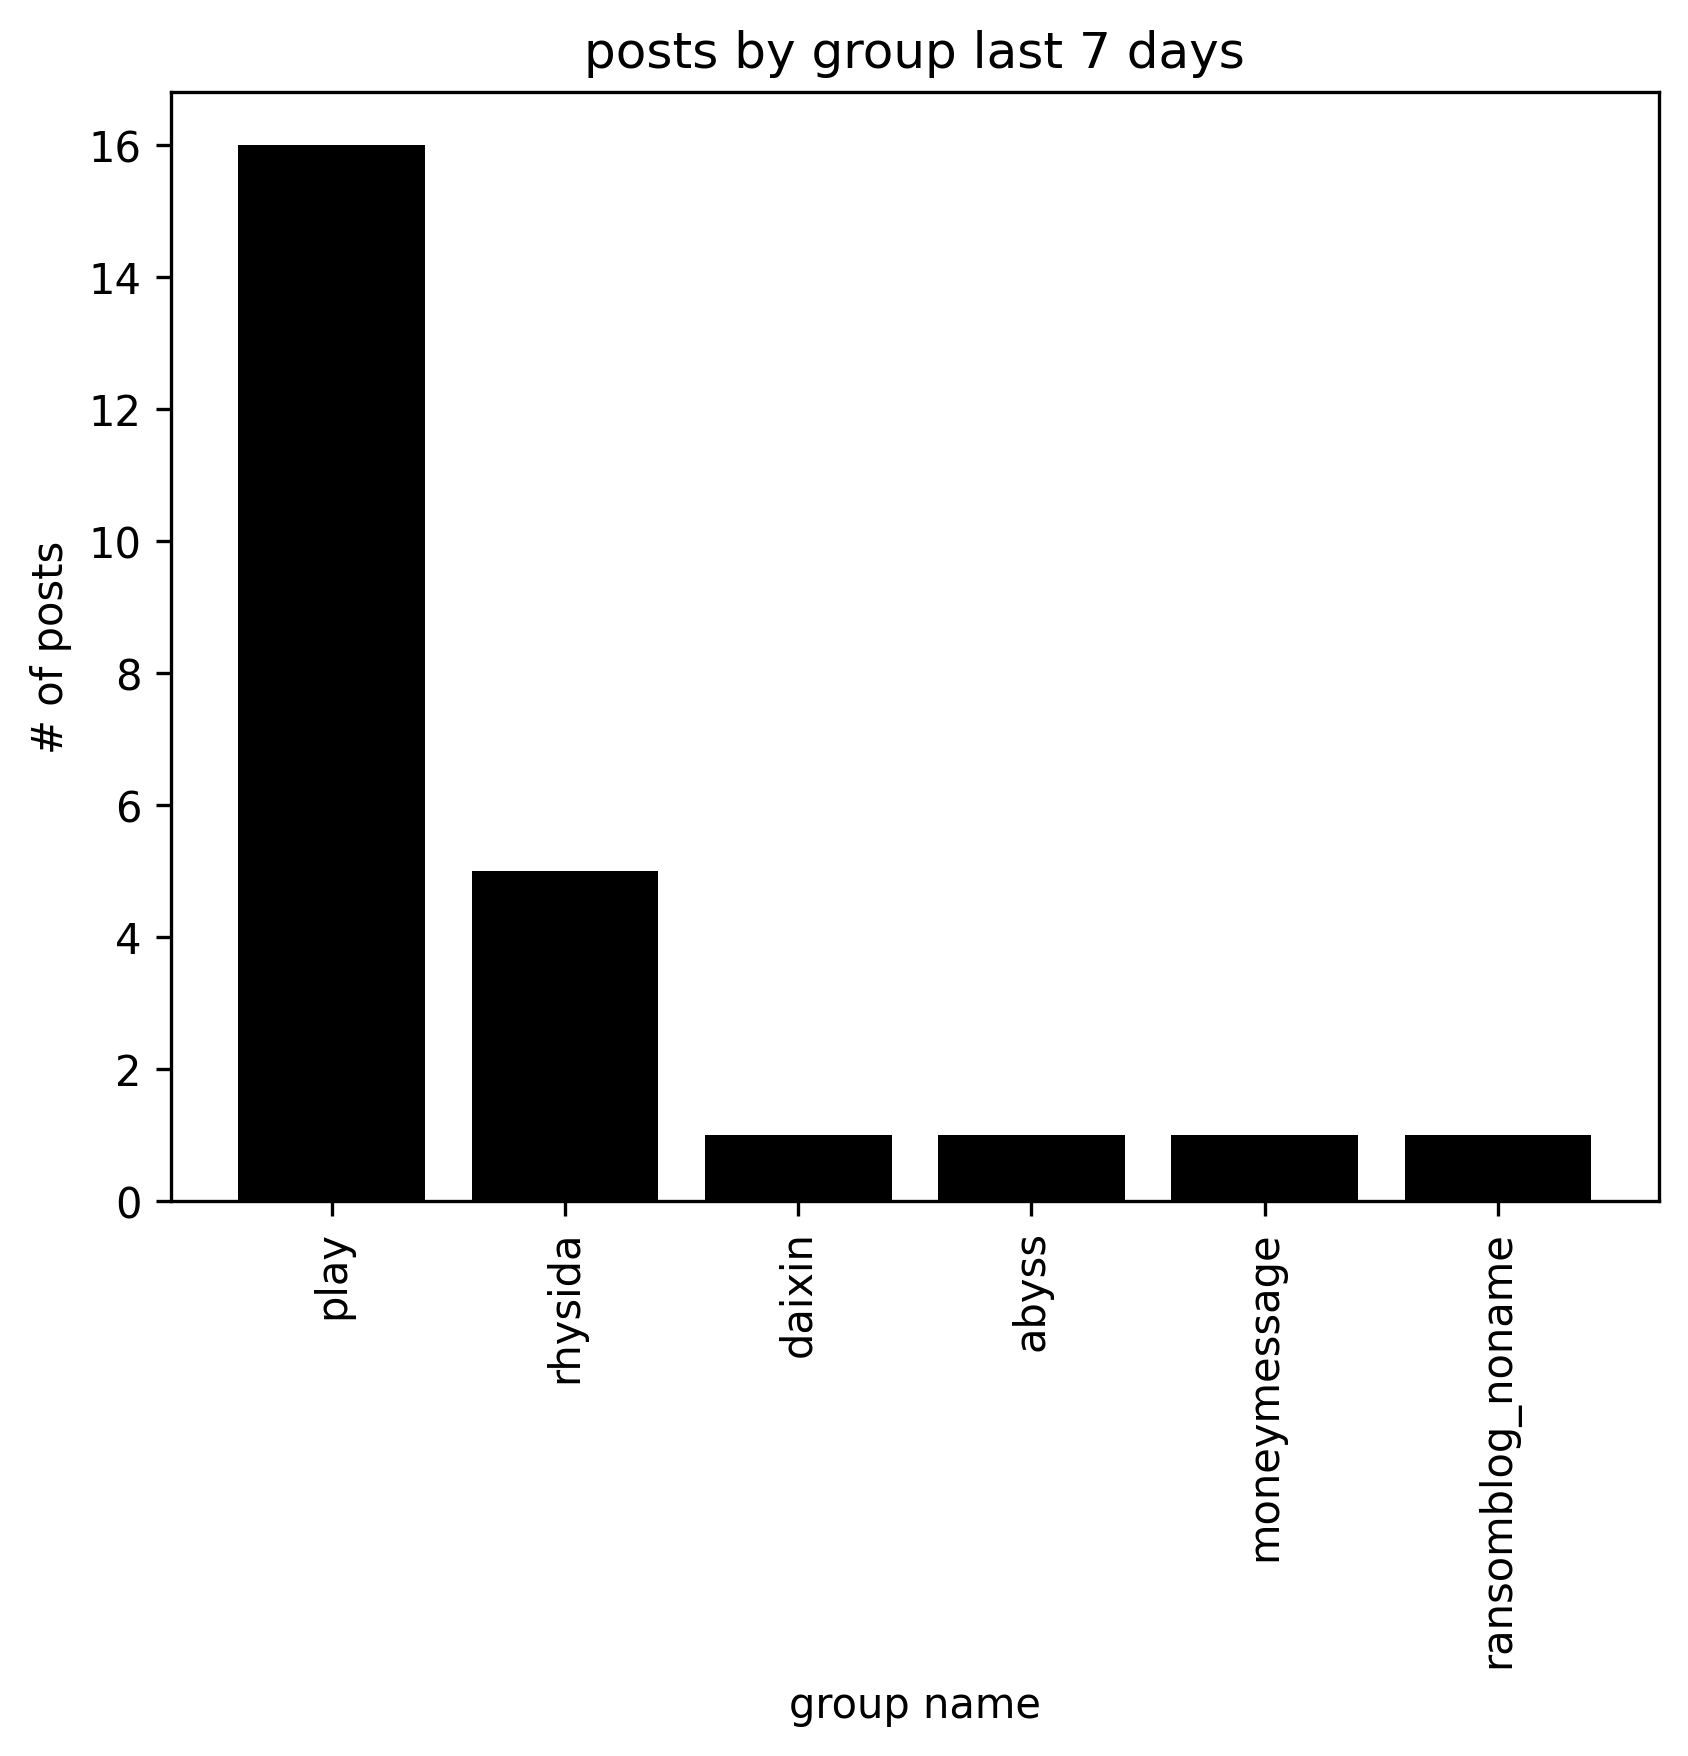 posts by group last 7 days
16
14
12
10
8
6
4
2
0
# of posts
play
rhysida
daixin
abyss
moneymessage
ransomblog_noname
group name